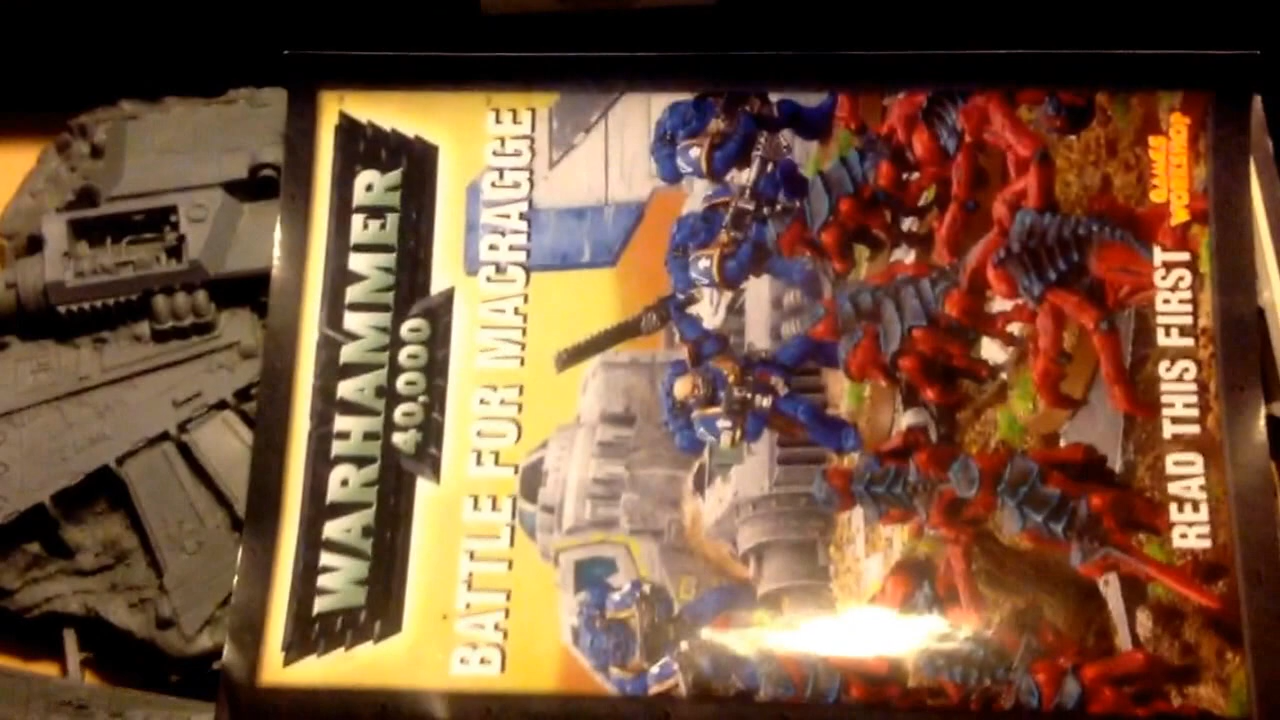 WARHAMMER
40,000
BATTLE FOR MACRAGGE
READ THIS FIRST
GAMES
WORKSHOP